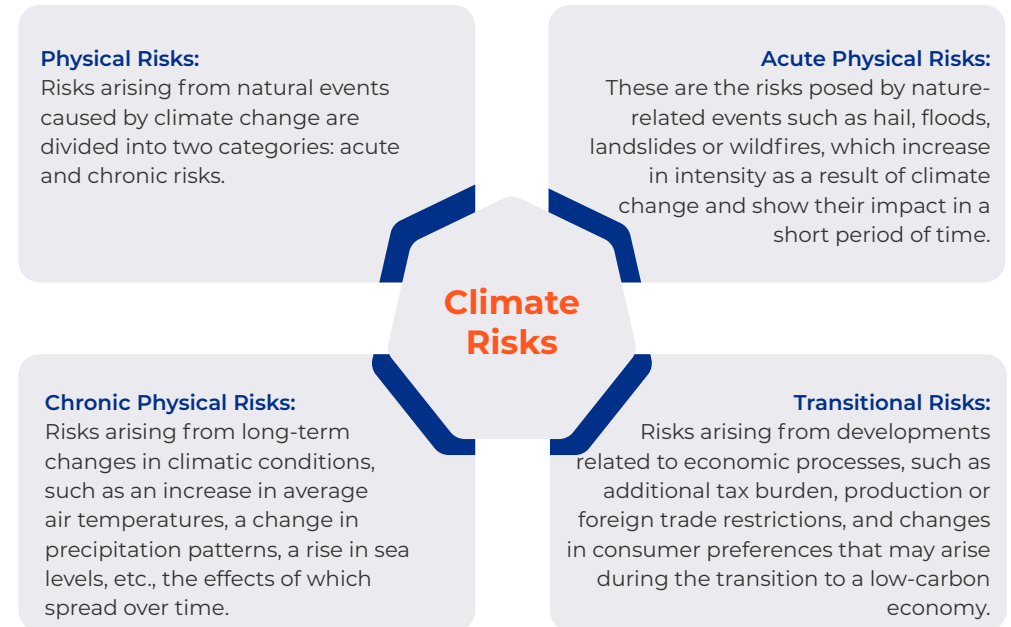 Physical Risks:
Risks arising from natural events
caused by climate change are
divided into two categories: acute
and chronic risks.
Acute Physical Risks:
These are the risks posed by nature-
related events such as hail, floods,
landslides or wildfires, which increase
in intensity as a result of climate
change and show their impact in a
short period of time.
Climate
Risks
Chronic Physical Risks:
Risks arising from long-term
changes in climatic conditions,
such as an increase in average
air temperatures, a change in
precipitation patterns, a rise in sea
levels, etc., the effects of which
spread over time.
Transitional Risks:
Risks arising from developments
related to economic processes, such as
additional tax burden, production or
foreign trade restrictions, and changes
in consumer preferences that may arise
during the transition to a low-carbon
economy.